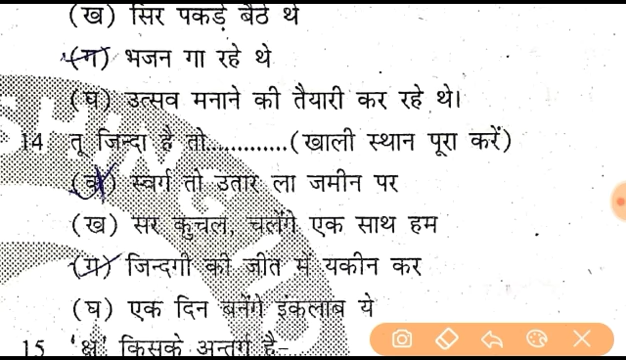 (ख) सिर पकड़े बैठे थे
(ग) भजन गा रहे थे
(घ) उत्सव मनाने की तैयारी कर रहे थे।
14 तू जिन्दा है तो.............(खाली स्थान पूरा करें)
(क) स्वर्ग तो उतार ला जमीन पर
(ख) सर कुचल, चलेंगे एक साथ हम
(ग) जिन्दगी की जीत में यकीन कर
(घ) एक दिन बनेंगे इंकलाब ये
15 'क्ष' किसके अन्तर्ग है-